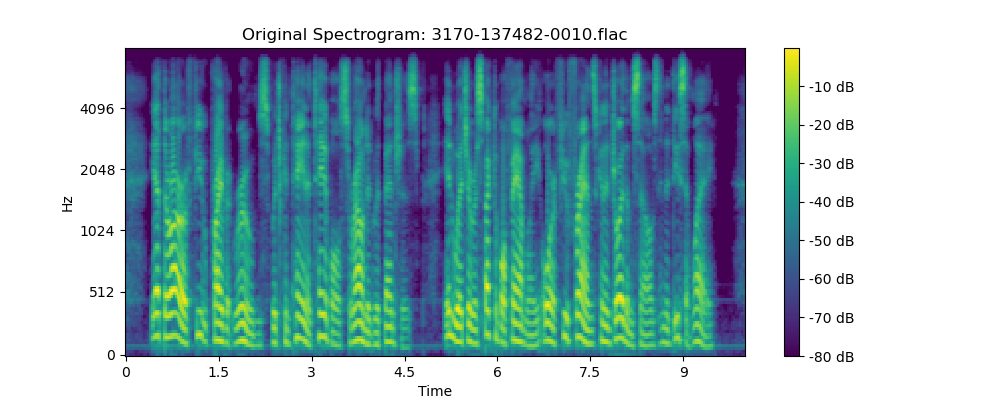 Original Spectrogram: 3170-137482-0010.flac
4096
2048
1024
512
0
Hz
0
1.5
3
4.5
6
7.5
9
Time
-10 dB
-20 dB
-30 dB
-40 dB
-50 dB
-60 dB
-70 dB
-80 dB